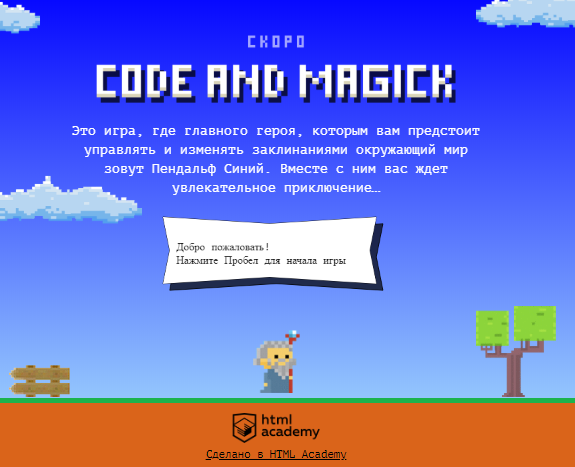 СКОРО
CODE AND MAGICK
Это игра, где главного героя, которым вам предстоит
управлять и изменять заклинаниями окружающий мир
зовут Пендальф Синий. Вместе с ним вас ждет
увлекательное приключение…
Добро пожаловать!
Нажмите Пробел для начала игры
html
academy
Сделано в HTML Academy